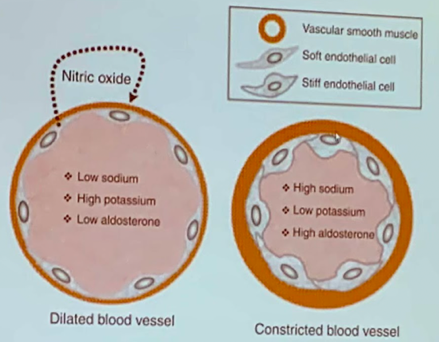 Vascular smooth muscle
Soft endothelial cell
Stiff endothelial cell
Nitric oxide
❖ Low sodium
❖ High potassium
❖ Low aldosterone
❖ High sodium
❖ Low potassium
❖ High aldosterone
Dilated blood vessel
Constricted blood vessel